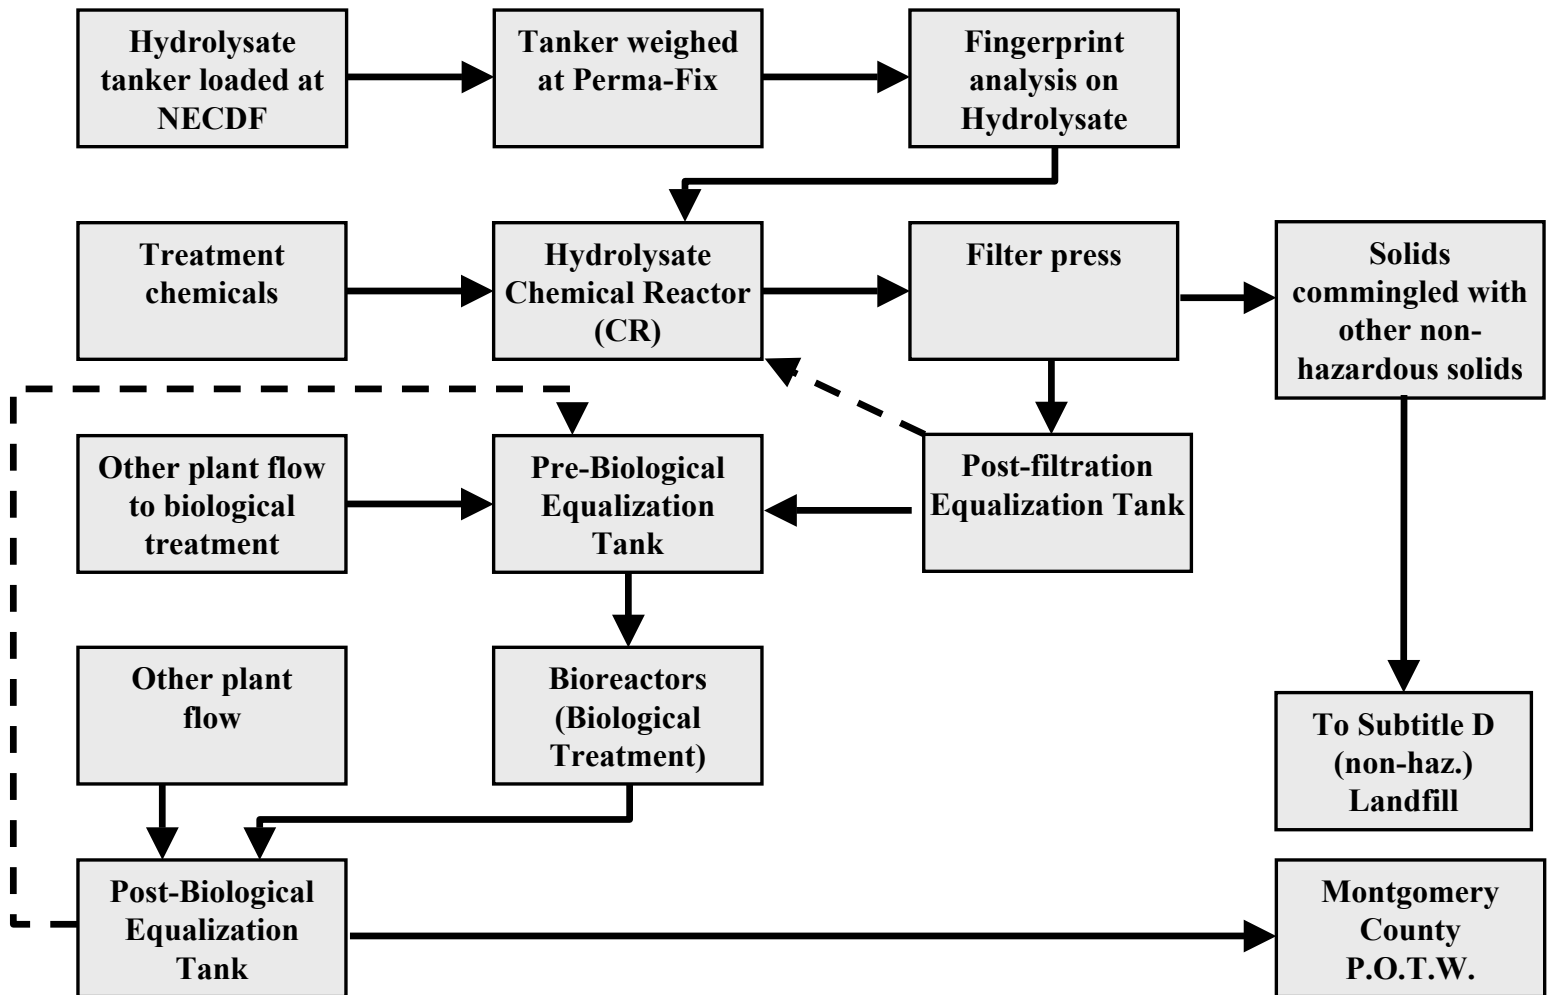 Hydrolysate
tanker loaded at
NECDF
Tanker weighed
at Perma-Fix
Fingerprint
analysis on
Hydrolysate
Treatment
chemicals
Hydrolysate
Chemical Reactor
(CR)
Filter press
Solids
commingled with
other non-
hazardous solids
Other plant flow
to biological
treatment
Pre-Biological
Equalization
Tank
Post-filtration
Equalization Tank
Other plant
flow
Bioreactors
(Biological
Treatment)
To Subtitle D
(non-haz.)
Landfill
Post-Biological
Equalization
Tank
Montgomery
County
P.O.T.W.